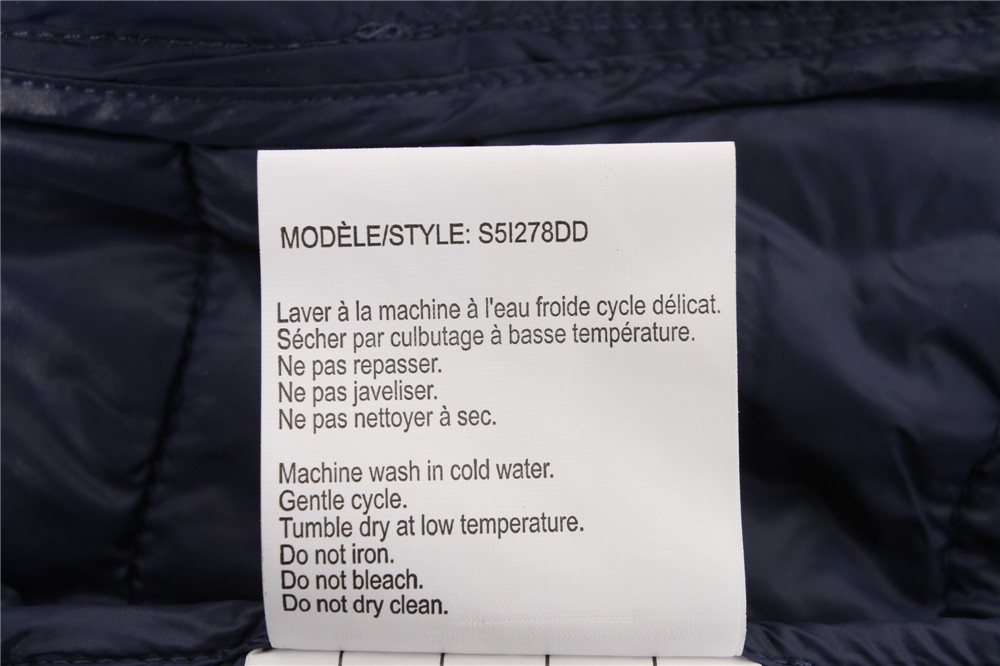 MODÈLE/STYLE: S5I278DD
Laver à la machine à l'eau froide cycle délicat.
Sécher par culbutage à basse température.
Ne pas repasser.
Ne pas javeliser.
Ne pas nettoyer à sec.
Machine wash in cold water.
Gentle cycle.
Tumble dry at low temperature.
Do not iron.
Do not bleach.
Do not dry clean.